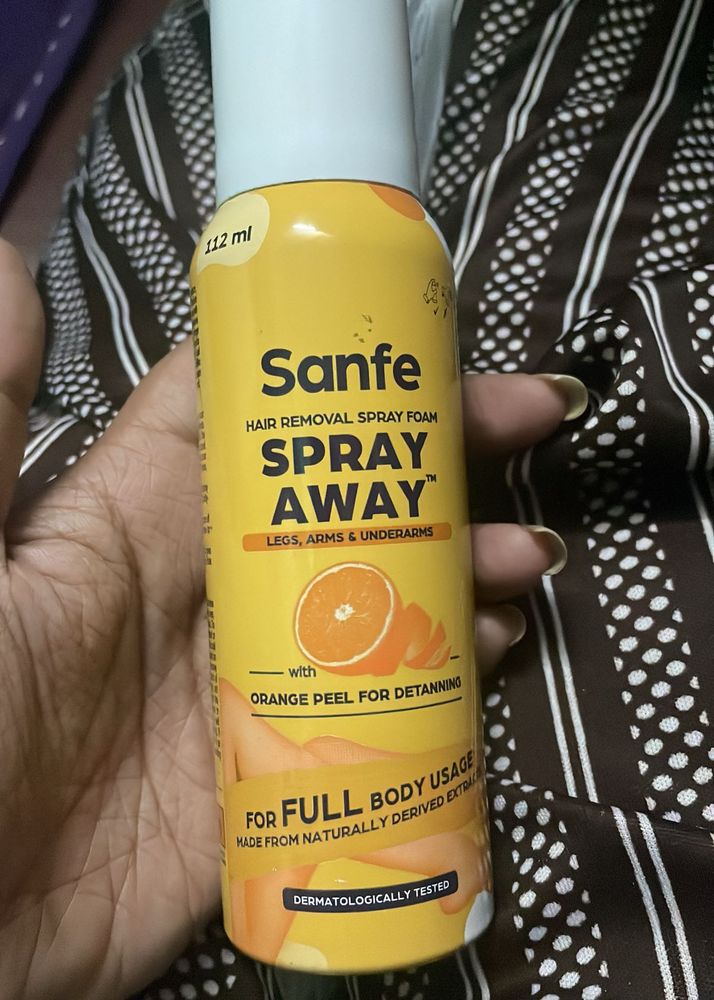 112 ml
Sanfe
HAIR REMOVAL SPRAY FOAM
SPRAY
AWAY™
LEGS, ARMS & UNDERARMS
with
ORANGE PEEL FOR DETANNING
FOR FULL BODY USAGE
MADE FROM NATURALLY DERIVED
DERMATOLOGICALLY TESTED